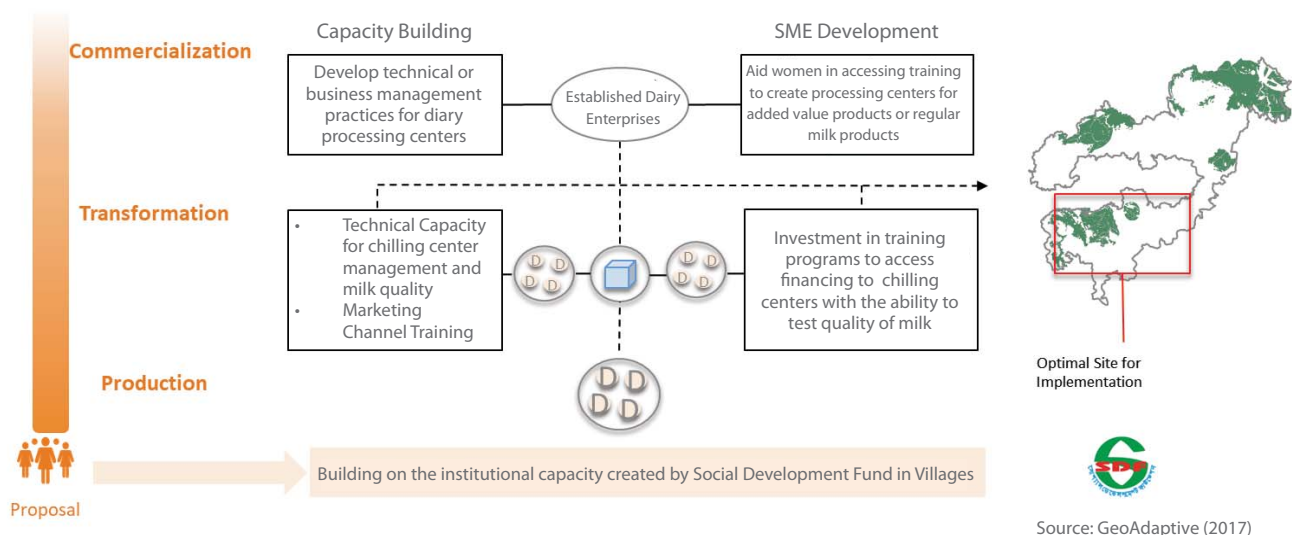 Commercialization
Capacity Building
SME Development
Develop technical or
business management
practices for diary
processing centers
Established Dairy
Enterprises
Aid women in accessing training
to create processing centers for
added value products or regular
milk products
Transformation
• Technical Capacity
for chilling center
management and
milk quality
• Marketing
Channel Training
D D
D D
D D
D D
Investment in training
programs to access
financing to chilling
centers with the ability to
test quality of milk
Optimal Site for
Implementation
Production
D D
D D
Building on the institutional capacity created by Social Development Fund in Villages
Proposal
SDF
Source: GeoAdaptive (2017)